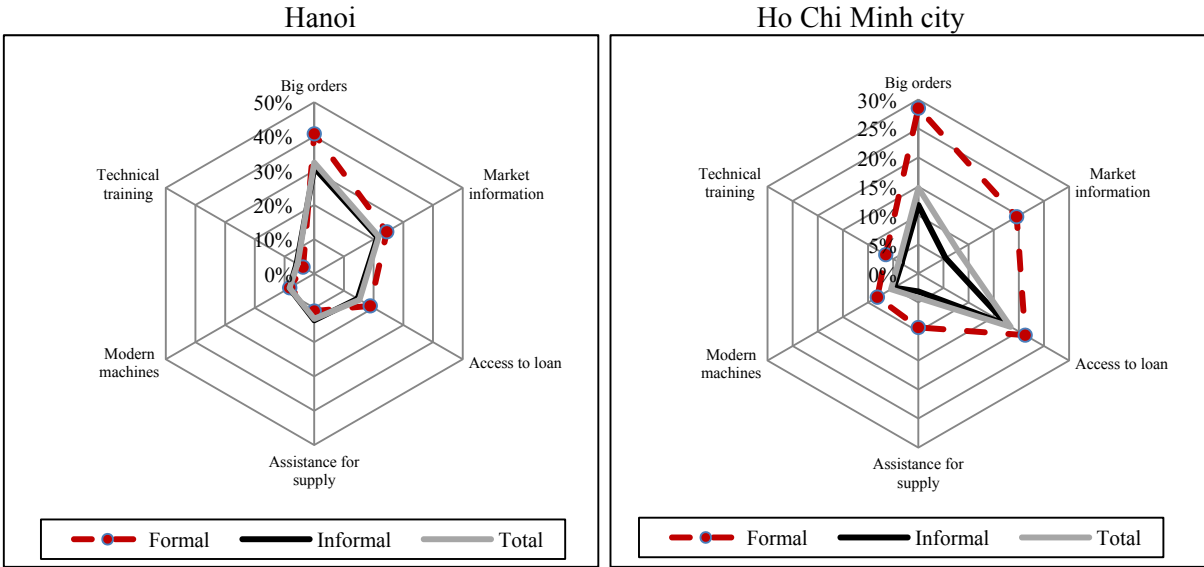 Hanoi
Big orders
50%
40%
30%
20%
10%
0%
Technical
training
Market
information
Modern
machines
Access to loan
Assistance for
supply
Formal
Informal
Total
Ho Chi Minh city
Big orders
30%
25%
20%
15%
10%
5%
0%
Technical
training
Market
information
Modern
machines
Access to loan
Assistance for
supply
Formal
Informal
Total